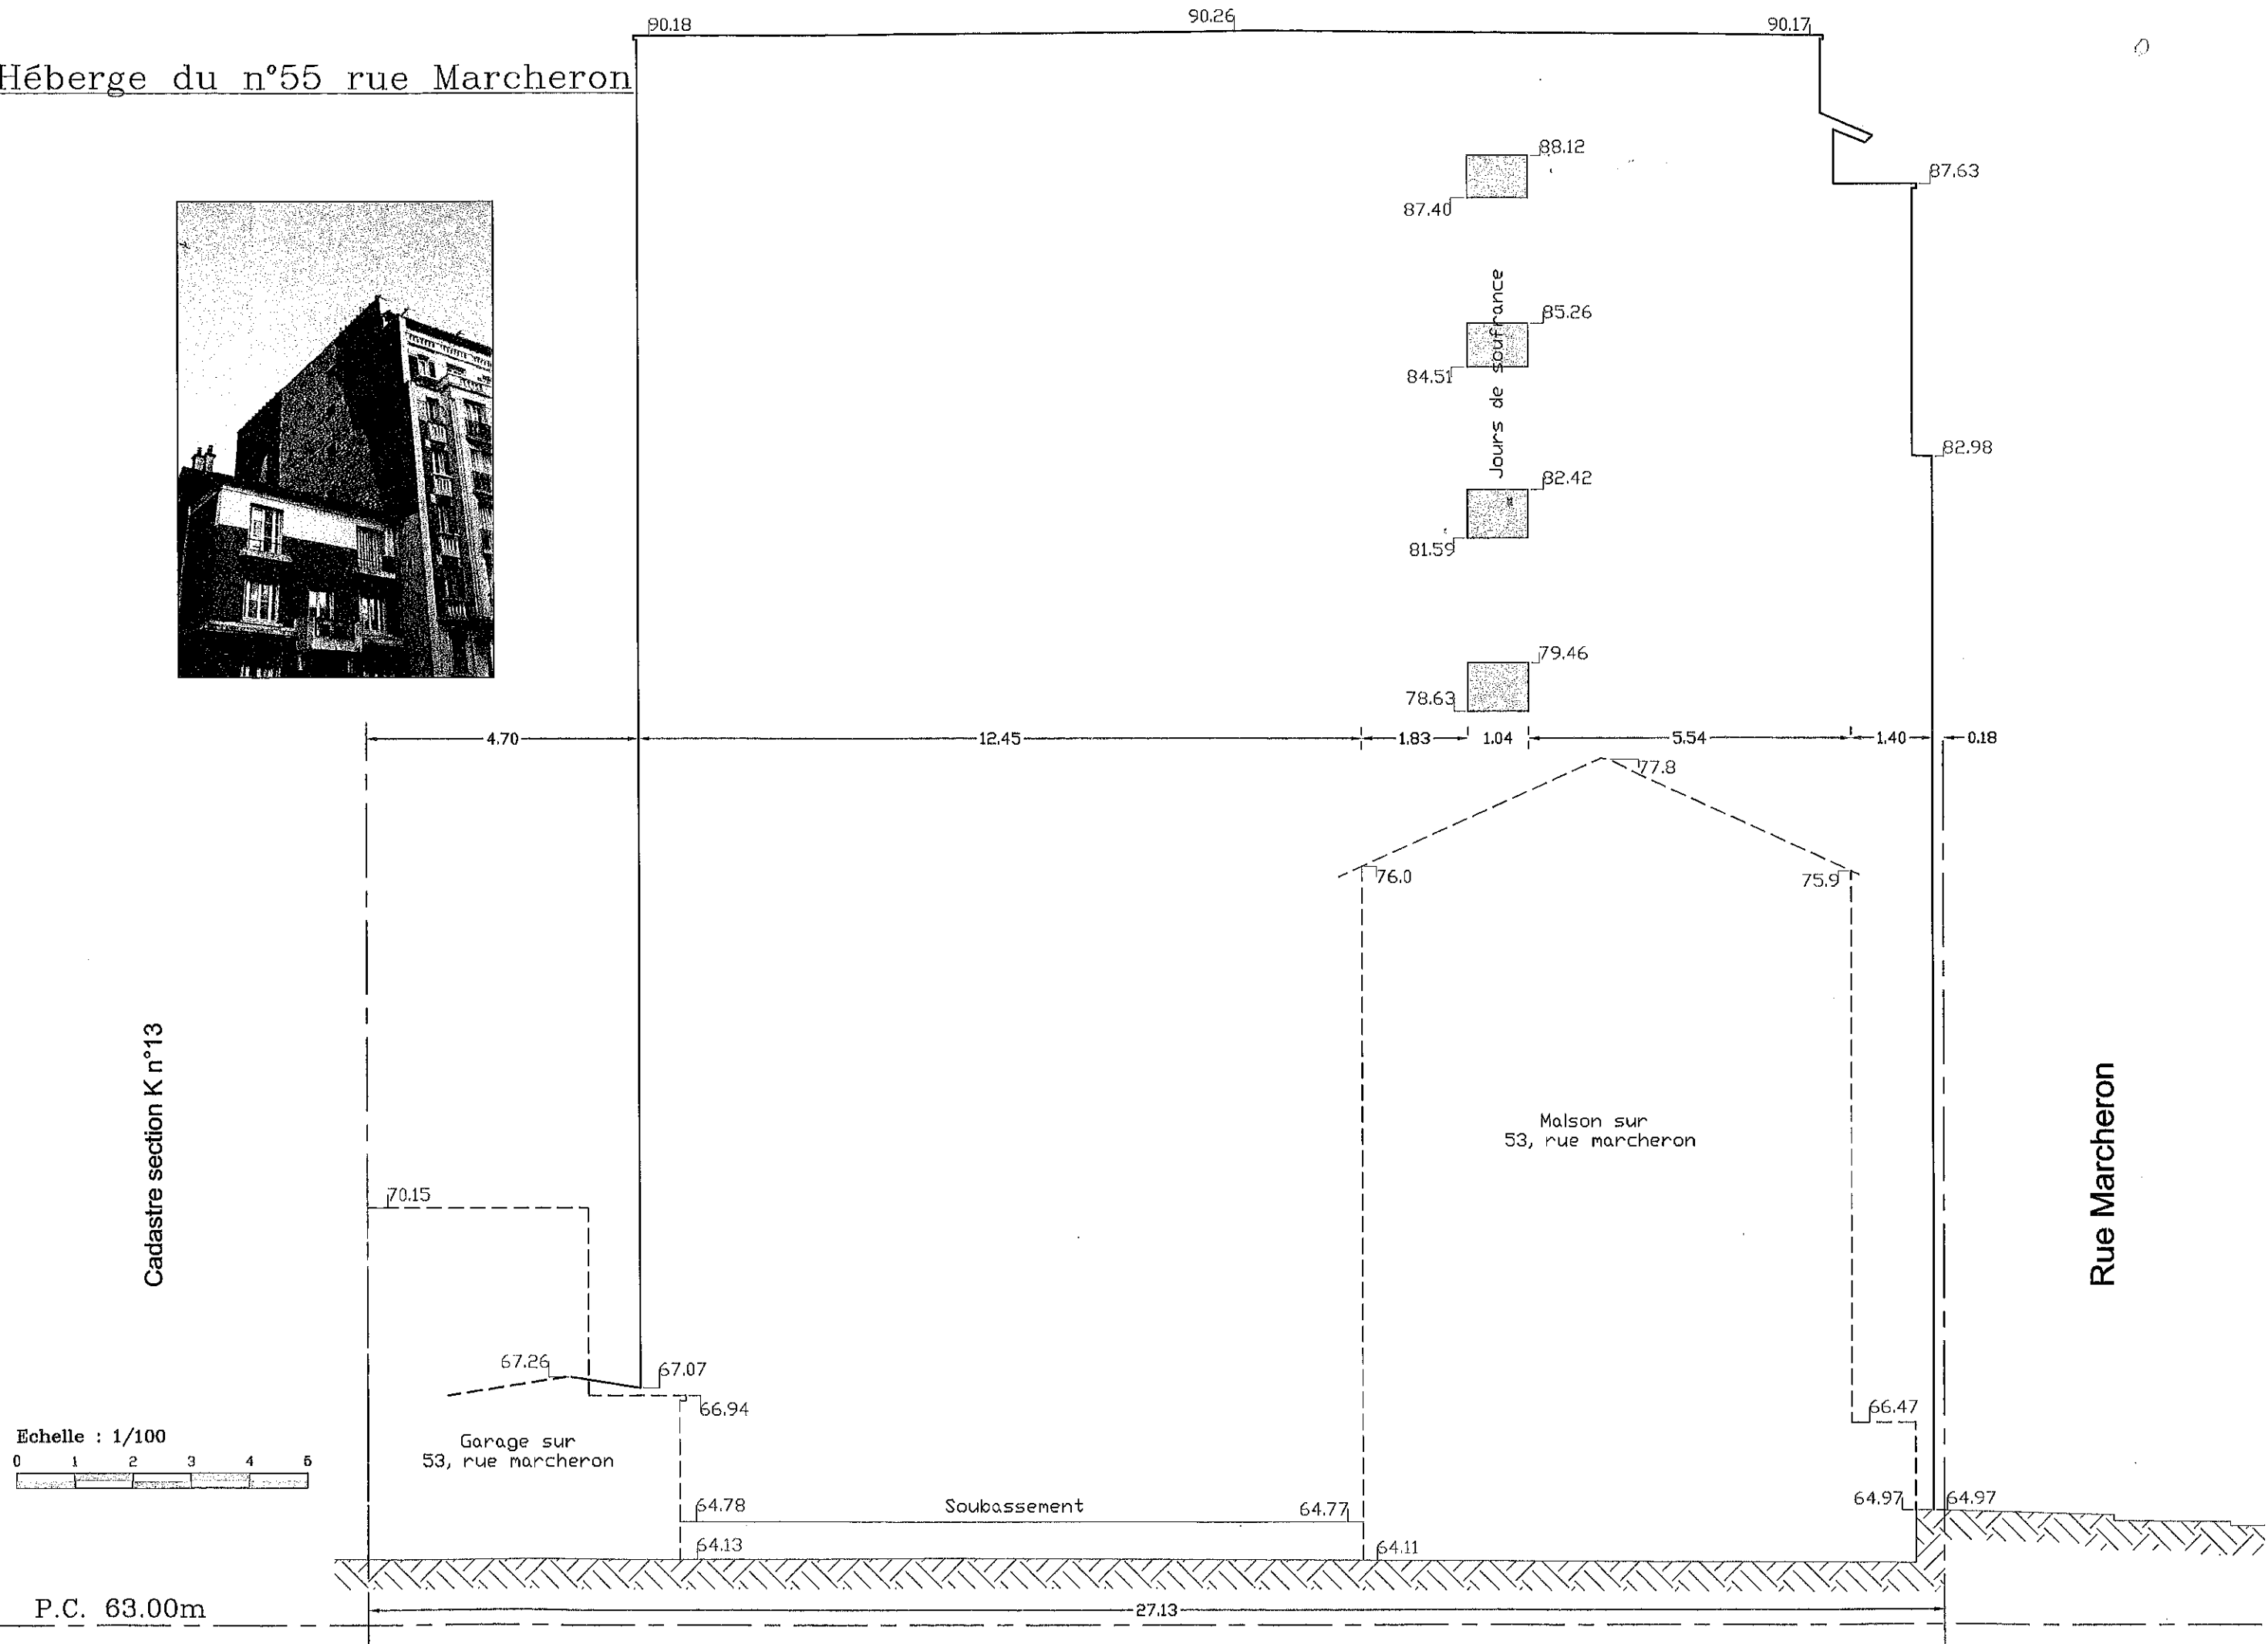 90.18
90.26
90.17
Héberge du n°55 rue Marcheron
88.12
87.40
87.63
Jours de soufrance
85.26
84.51
82.98
82.42
81.59
79.46
78.63
4.70
12.45
1.83
1.04
5.54
1.40
0.18
77.8
76.0
75.9
Cadastre section K n°13
Maison sur
53, rue marcheron
Rue Marcheron
70.15
67.26
67.07
66.94
66.47
Echelle : 1/100
0 1 2 3 4 5
Garage sur
53, rue marcheron
64.78
Soubassement
64.77
64.97
64.97
64.13
64.11
P.C. 63.00m
27.13